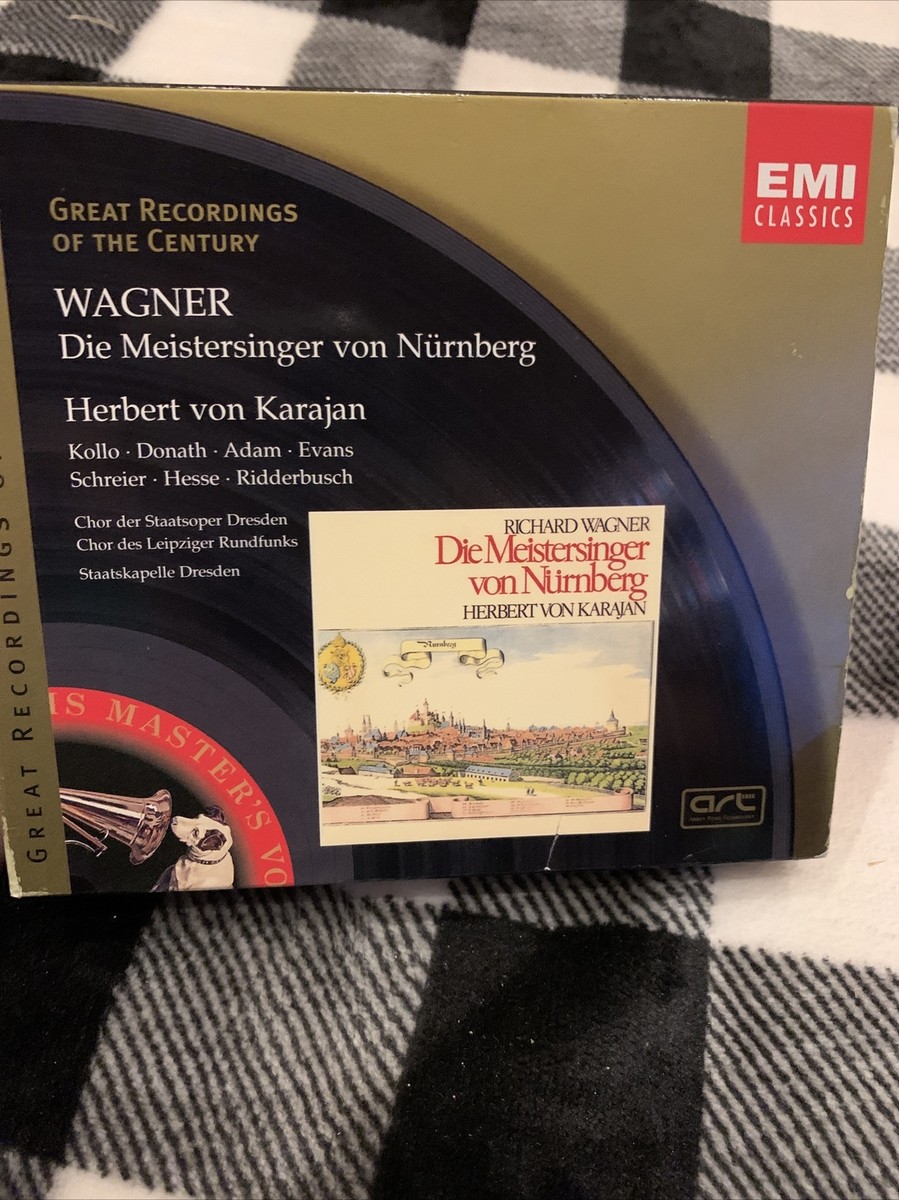 EMI
CLASSICS
GREAT RECORDINGS
OF THE CENTURY
WAGNER
Die Meistersinger von Nürnberg
Herbert von Karajan
Kollo · Donath · Adam · Evans
Schreier · Hesse · Ridderbusch
Chor der Staatsoper Dresden
Chor des Leipziger Rundfunks
Staatskapelle Dresden
RICHARD WAGNER
Die Meistersinger
von Nürnberg
HERBERT VON KARAJAN
Nürnberg
IS MASTER'S VO
art
GREAT RECORDINGS